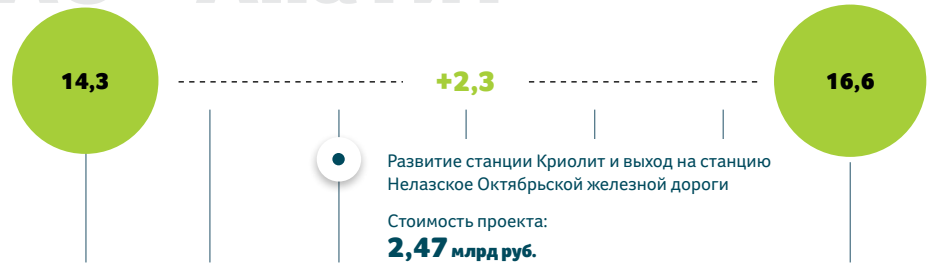 14,3
+2,3
16,6
Развитие станции Криолит и выход на станцию
Нелазское Октябрьской железной дороги
Стоимость проекта:
2,47 млрд руб.